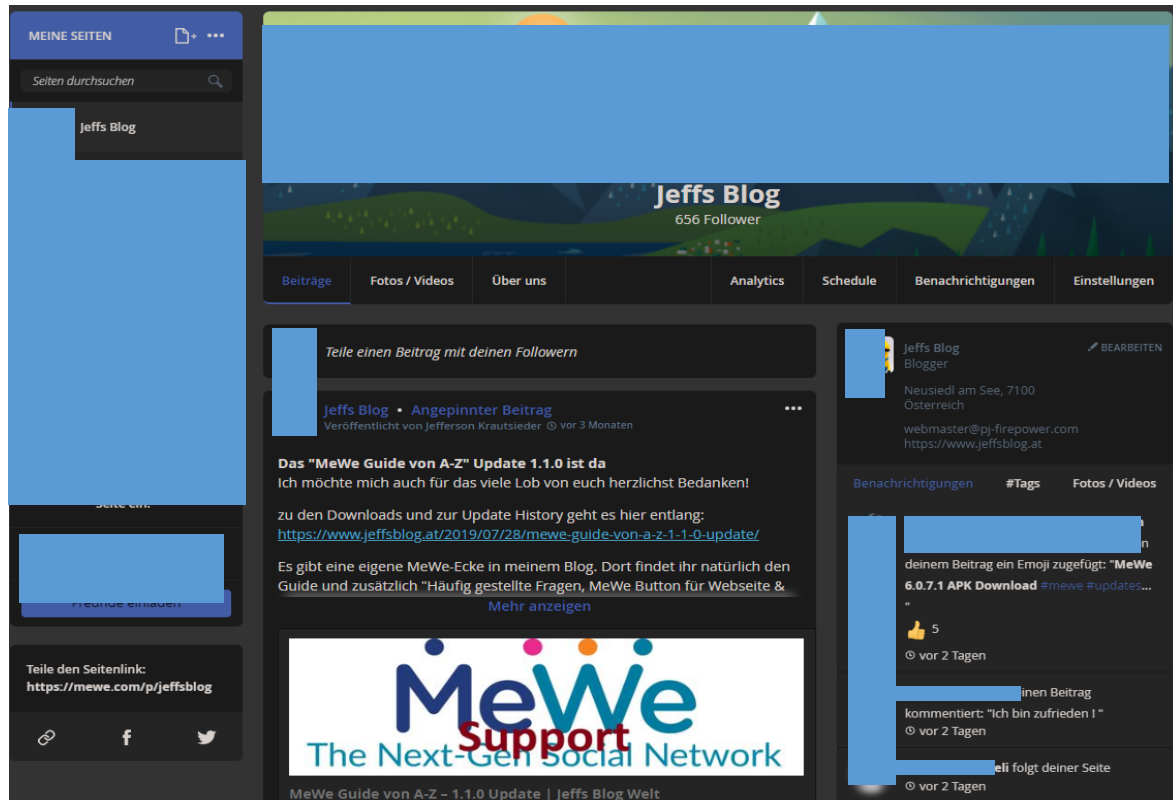 MEINE SEITEN
Seiten durchsuchen
Jeffs Blog
Freunde einladen
Teile den Seitenlink:
https://mewe.com/p/jeffsblog
Jeffs Blog
656 Follower
Beiträge
Fotos / Videos
Über uns
Analytics
Schedule
Benachrichtigungen
Einstellungen
Teile einen Beitrag mit deinen Followern
Jeffs Blog • Angepinnter Beitrag
Veröffentlicht von Jefferson Krautsieder vor 3 Monaten
Das "MeWe Guide von A-Z" Update 1.1.0 ist da
Ich möchte mich auch für das viele Lob von euch herzlichst Bedanken!
zu den Downloads und zur Update History geht es hier entlang:
https://www.jeffsblog.at/2019/07/28/mewe-guide-von-a-z-1-1-0-update/
Es gibt eine eigene MeWe-Ecke in meinem Blog. Dort findet ihr natürlich den
Guide und zusätzlich "Häufig gestellte Fragen, MeWe Button für Webseite &
Mehr anzeigen
MeWe
Support
The Next-Gen Social Network
MeWe Guide von A-Z – 1.1.0 Update | Jeffs Blog Welt
Jeffs Blog
BEARBEITEN
Blogger
Neusiedl am See, 7100
Österreich
webmaster@pj-firepower.com
https://www.jeffsblog.at
Benachrichtigungen
#Tags
Fotos / Videos
deinem Beitrag ein Emoji zugefügt: "MeWe
6.0.7.1 APK Download #mewe #updates...
"
5
vor 2 Tagen
einen Beitrag
kommentiert: "Ich bin zufrieden ! "
vor 2 Tagen
eli folgt deiner Seite
vor 2 Tagen